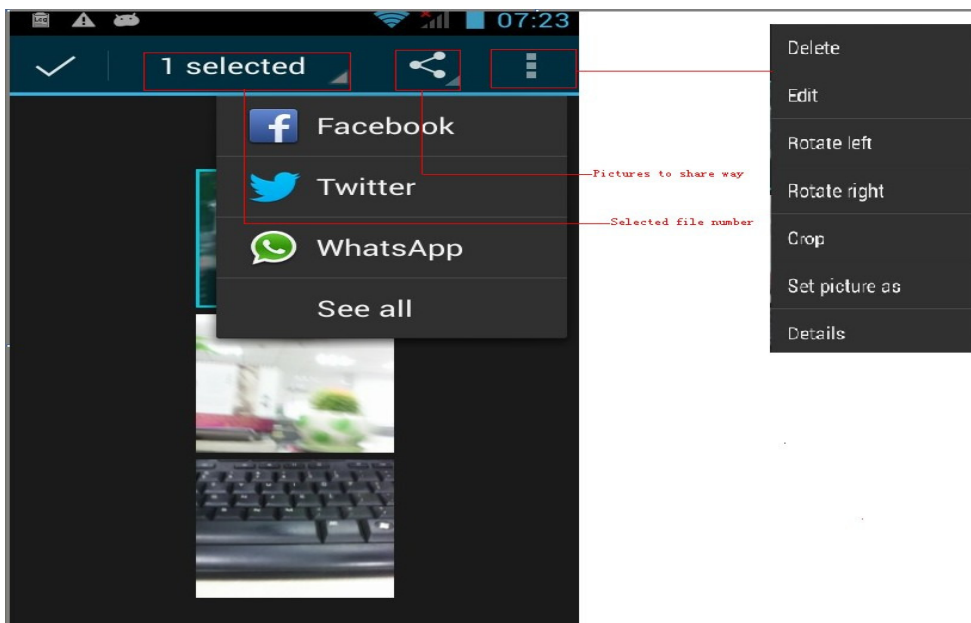 07:23
1 selected
Facebook
Twitter
WhatsApp
See all
Pictures to share way
Selected file number
Delete
Edit
Rotate left
Rotate right
Crop
Set picture as
Details